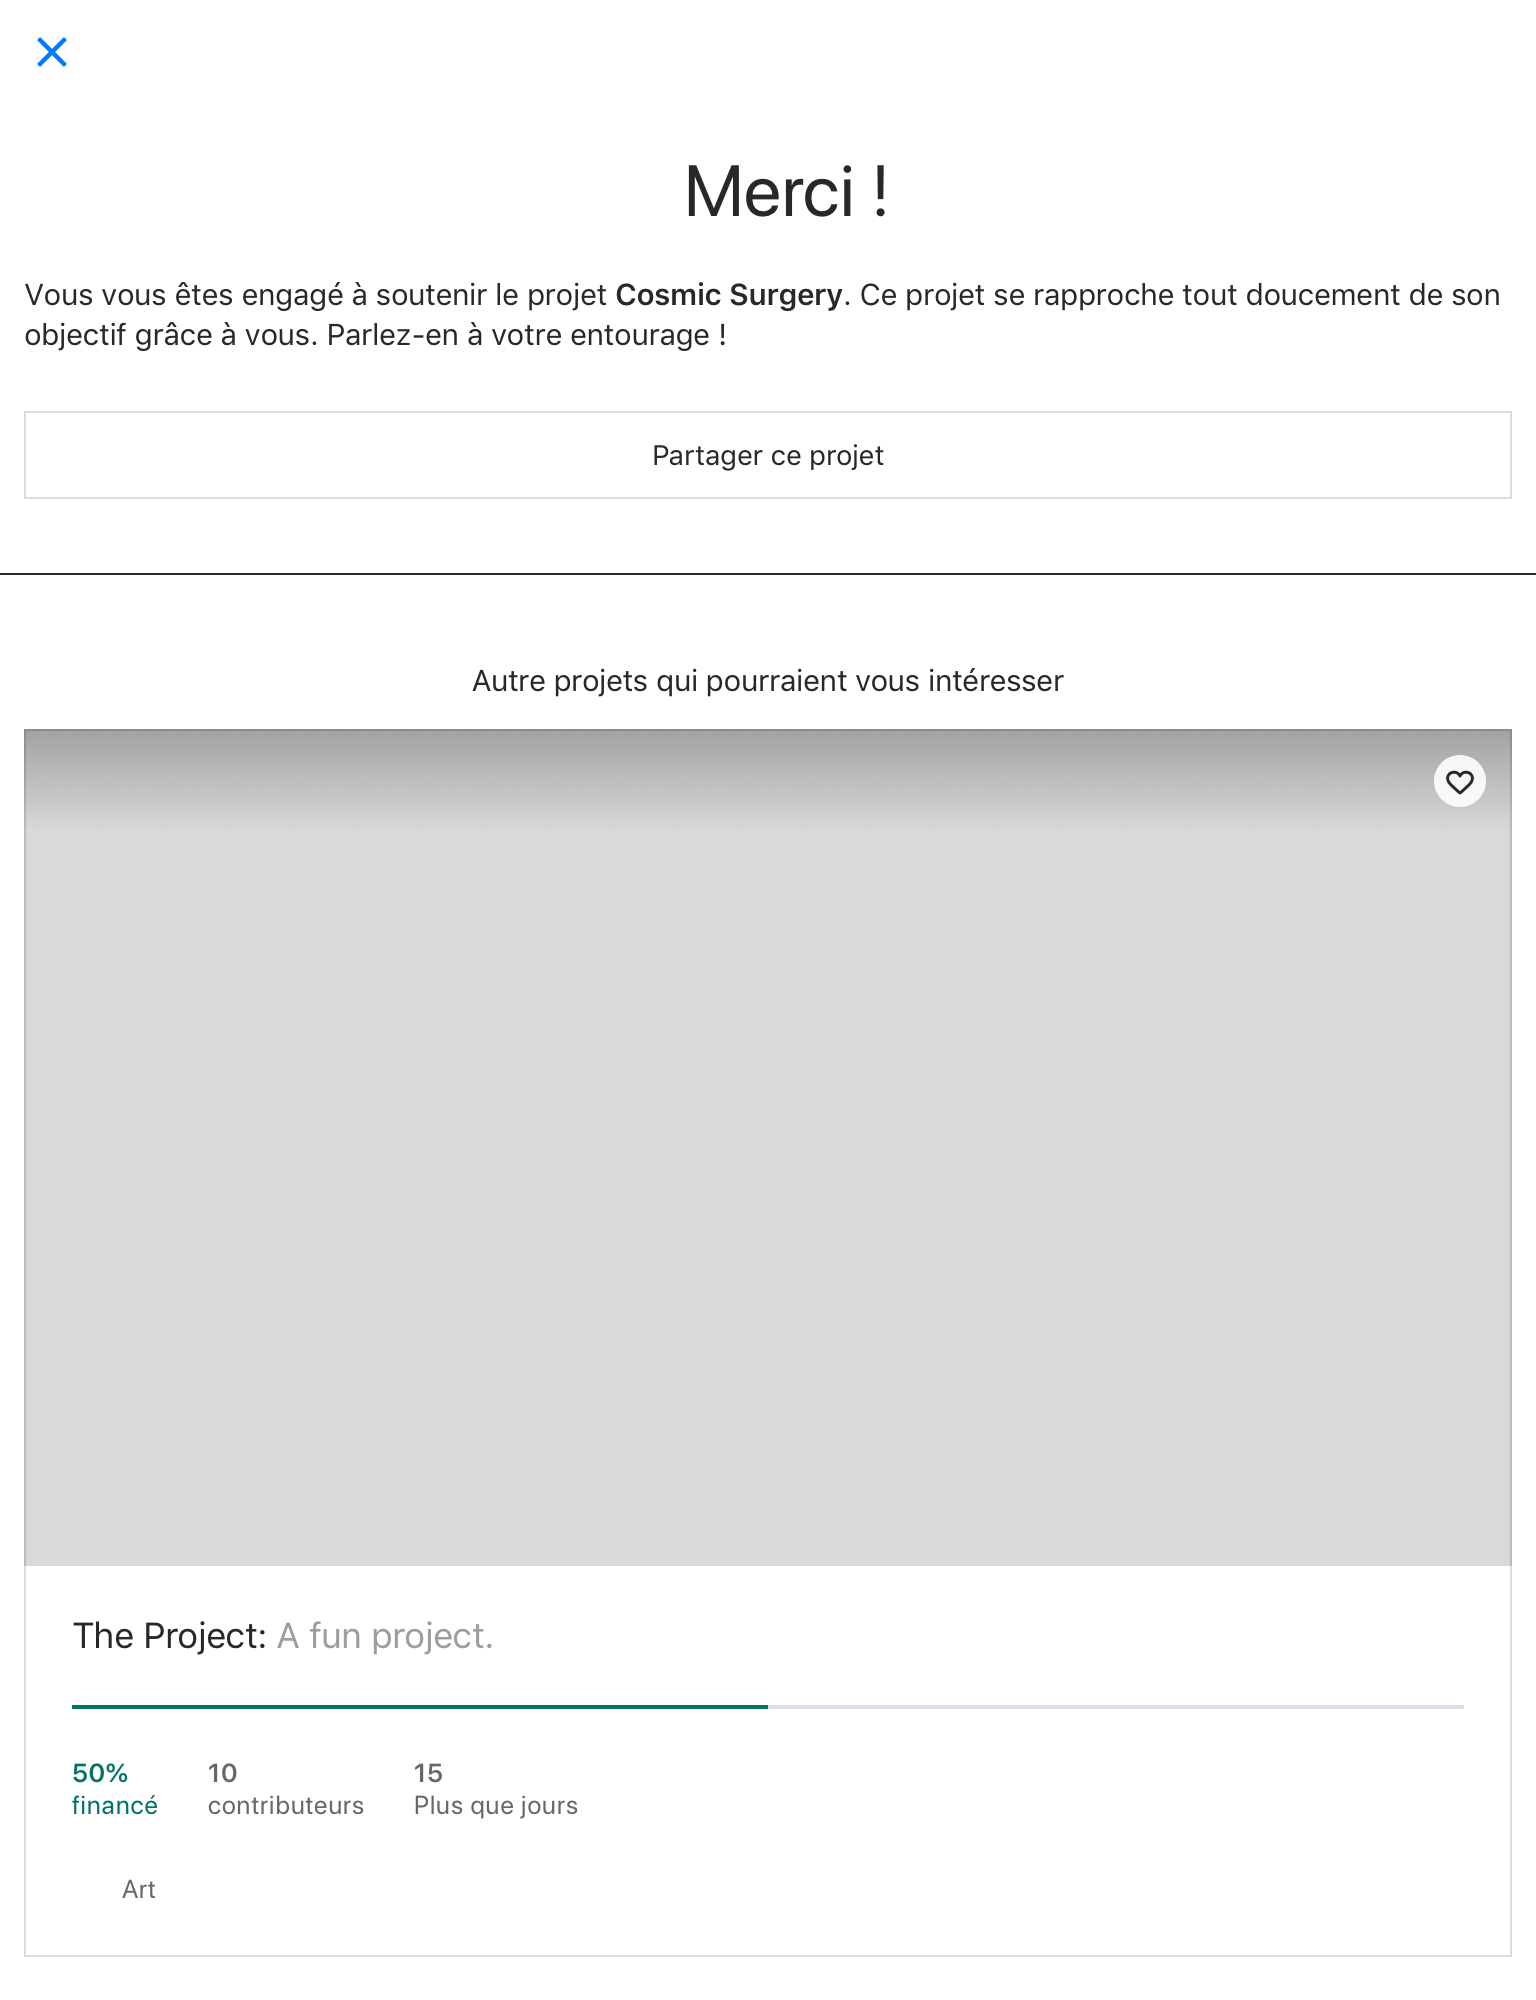 Merci !
Vous vous êtes engagé à soutenir le projet Cosmic Surgery. Ce projet se rapproche tout doucement de son
objectif grâce à vous. Parlez-en à votre entourage !
Partager ce projet
Autre projets qui pourraient vous intéresser
The Project: A fun project.
50% 10 15
financé contributeurs Plus que jours
Art